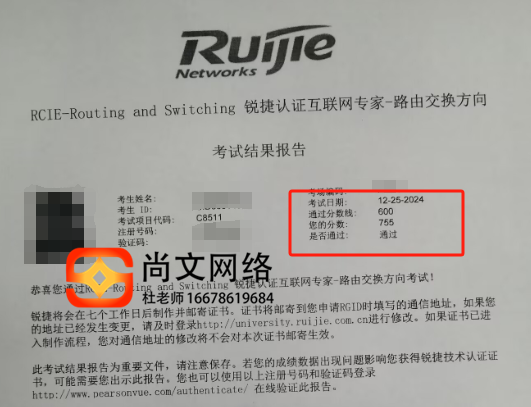 Ruijie
Networks
RCIE-Routing and Switching 锐捷认证互联网专家-路由交换方向
考试结果报告
考生姓名:
考生 ID:
考试项目代码: C8511
注册号码:
验证码:
考场编码:
考试日期: 12-25-2024
通过分数线: 600
您的分数: 755
是否通过: 通过
尚文网络
杜老师 16678619684
恭喜您通过RCIE-Routing and Switching 锐捷认证互联网专家-路由交换方向考试!
锐捷将会在七个工作日后制作并邮寄证书。证书将邮寄到您申请RGID时填写的通信地址，如果您
的地址已经发生变更，请及时登录http://university.ruijie.com.cn进行修改。如果证书已进
入制作流程，您对通信地址的修改将不会对本次证书邮寄生效。
此考试结果报告为重要文件，请注意保存。若您的成绩数据出现问题影响您获得锐捷技术认证证
书，可能需要您出示此报告。您也可以使用以上注册号码和验证码登录
http://www.pearsonvue.com/authenticate/ 在线验证此报告。